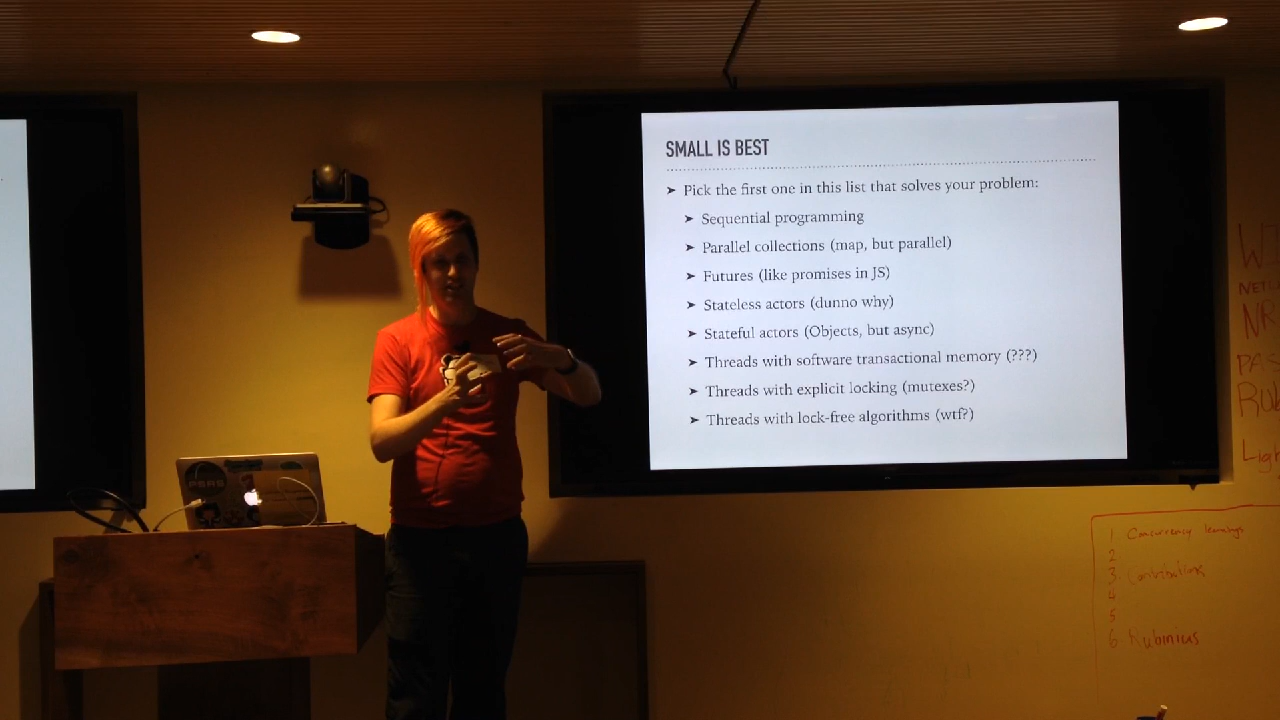 SMALL IS BEST
➤ Pick the first one in this list that solves your problem:
➤ Sequential programming
➤ Parallel collections (map, but parallel)
➤ Futures (like promises in JS)
➤ Stateless actors (dunno why)
➤ Stateful actors (Objects, but async)
➤ Threads with software transactional memory (???)
➤ Threads with explicit locking (mutexes?)
➤ Threads with lock-free algorithms (wtf?)
1 Concurrency learnings
2
3. Contributions
4
5
6. Rubinius